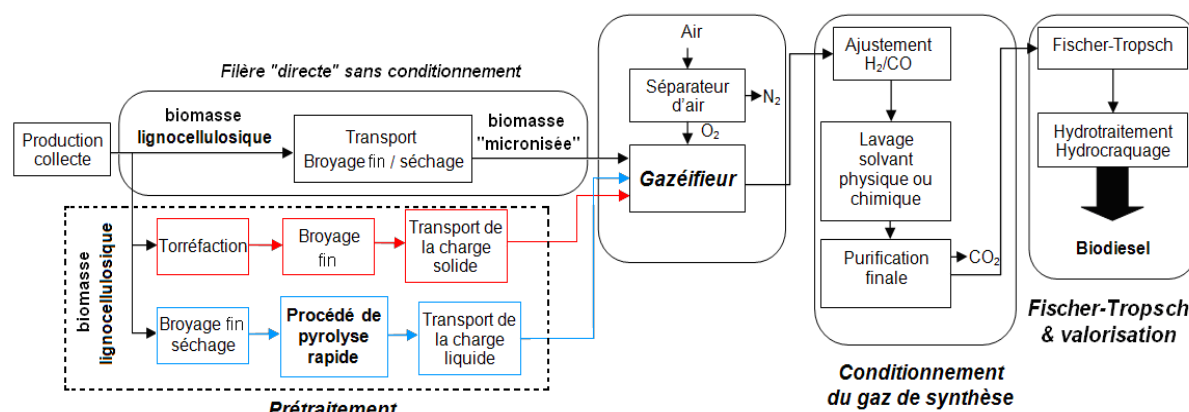 Filère "directe" sans conditionnement
Production
collecte
biomasse
lignocellulosique
Transport
Broyage fin / séchage
biomasse
"micronisée"
biomasse
lignocellulosique
Torréfaction
Broyage
fin
Transport de
la charge
solide
Broyage fin
séchage
Procédé de
pyrolyse
rapide
Transport de
la charge
liquide
Prétraitement
Air
Séparateur
d'air
N2
O2
Gazéifieur
Ajustement
H2/CO
Lavage
solvant
physique ou
chimique
Purification
finale
CO2
Conditionnement
du gaz de synthèse
Fischer-Tropsch
Hydrotraitement
Hydrocraquage
Biodiesel
Fischer-Tropsch
& valorisation